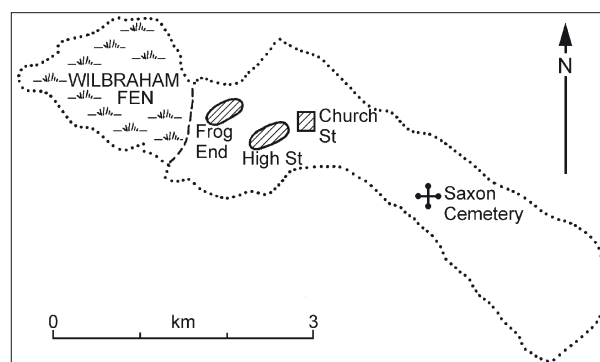 WILBRAHAM
FEN
N
Church
St
Frog
End
High St
Saxon
Cemetery
0 km 3